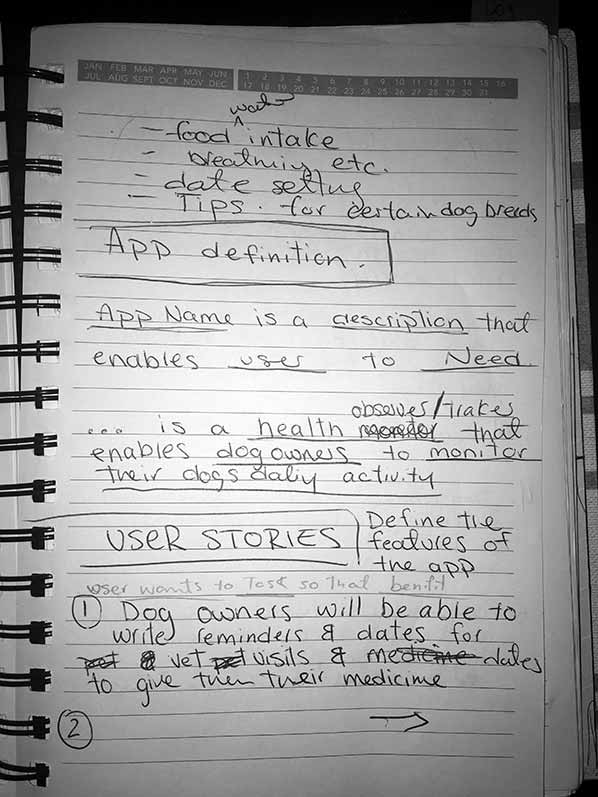 JAN FEB MAR APR MAY JUN
JUL AUG SEPT OCT NOV DEC
1 2 3 4 5 6 7 8 9 10 11 12 13 14 15 16
17 18 19 20 21 22 23 24 25 26 27 28 29 30 31
water
- food ^ intake
- breathing etc.
- date setting
- Tips. for certain dog breeds
App definition.
App Name is a description that
enables user to Need
observes/trakes
... is a health monitor that
enables dog owners to monitor
their dogs daliy activity
USER STORIES
Define the
features of
the app
user wants to Task so that benfit
1 Dog owners will be able to
write reminders & dates for
pet & vet pet visits & medicine dates
to give them their medicime
2 →